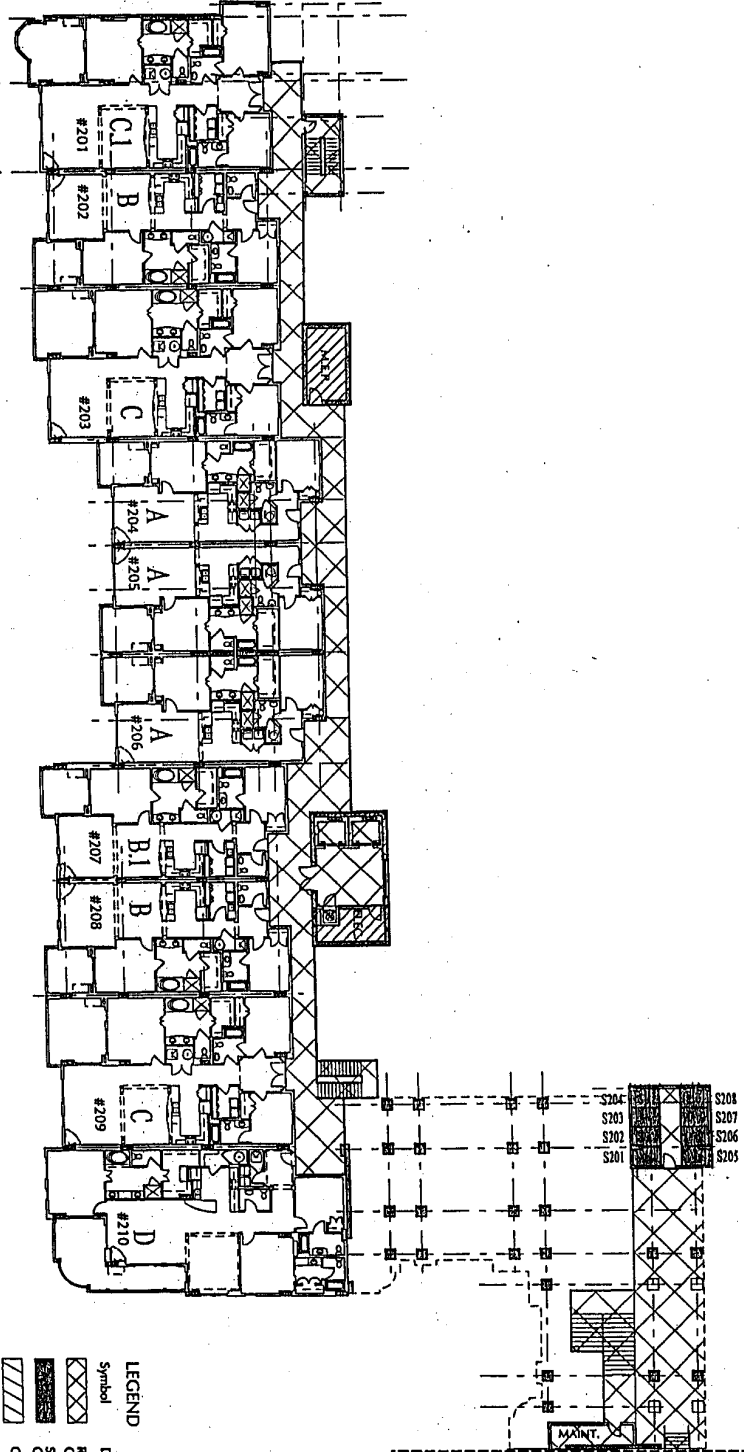 C.1
#201
B
#202
M.E.P.
C
#203
A
#204
A
#205
A
#206
B.1
#207
B
#208
ELEC.
C
#209
D
#210
S204
S208
S203
S207
S202
S206
S201
S205
MAINT.
LEGEND
Symbol